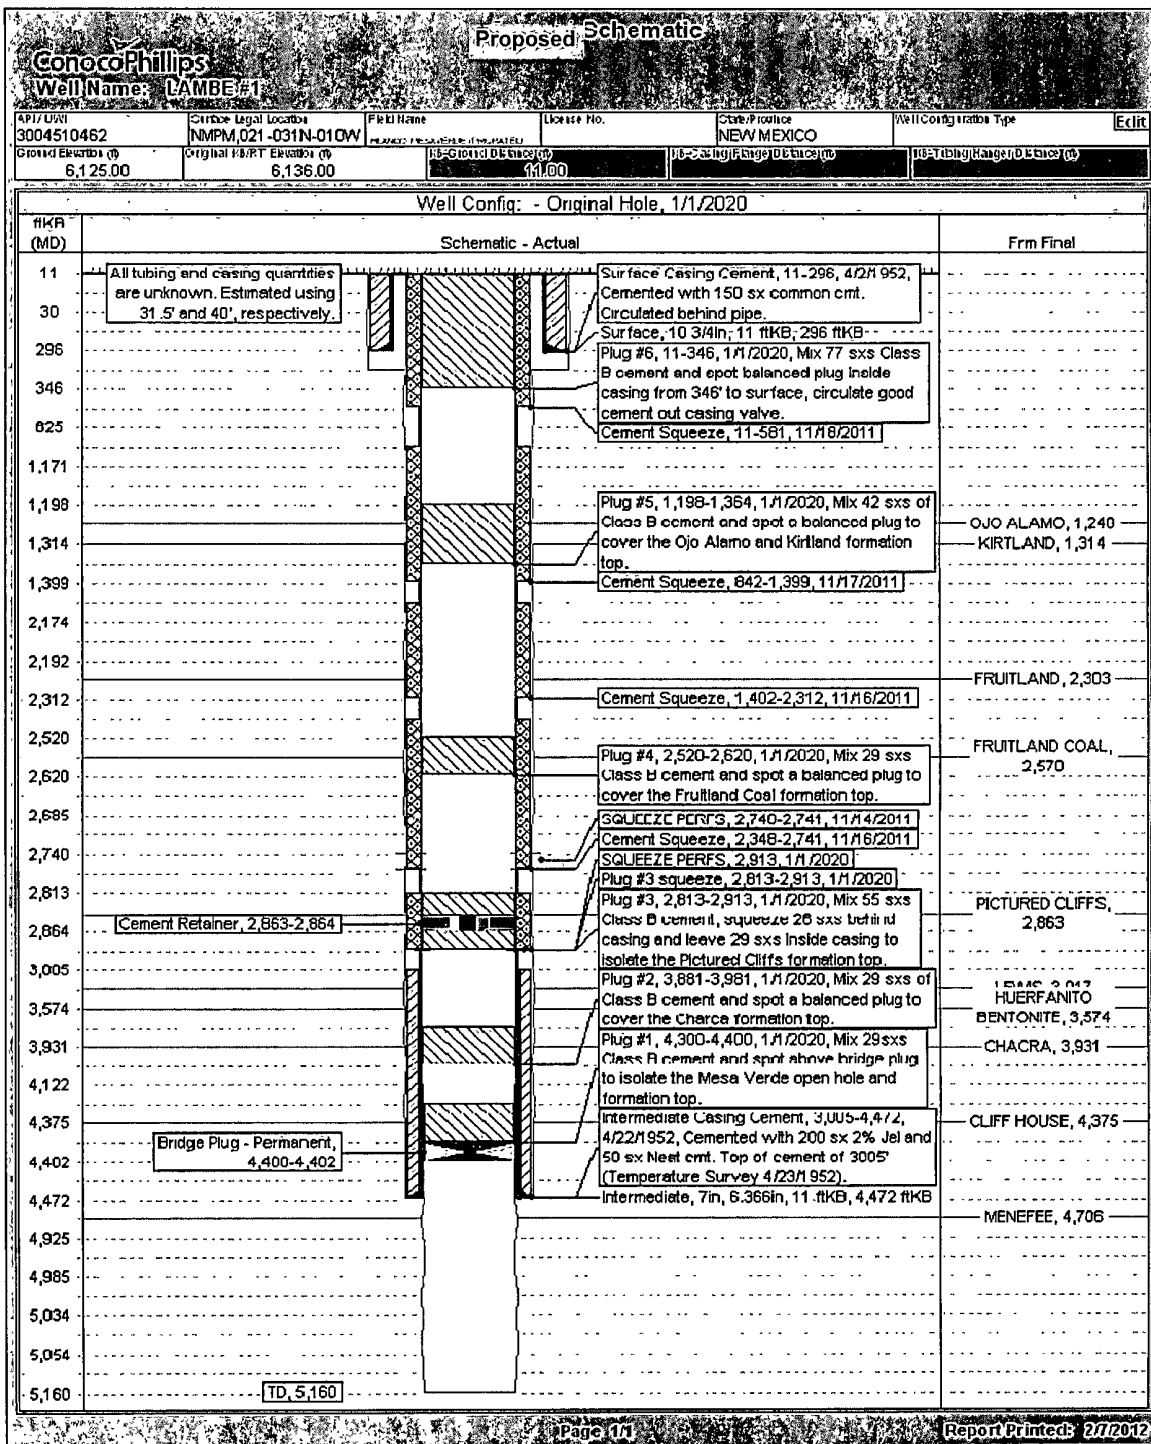 Proposed Schematic
ConocoPhillips
Well Name: LAMBE #1
API / UWI
3004510462
Surface Legal Location
NMPM,021-031N-010W
Field Name
License No.
State/Province
NEW MEXICO
Well Configuration Type
Edit
Ground Elevation (ft)
6,125.00
Original KB/RT Elevation (ft)
6,136.00
KB-Ground Distance (ft)
11.00
KB-Casing Flange Distance (ft)
KB-Tubing Hanger Distance (ft)
Well Config: - Original Hole, 1/1/2020
ftKB
(MD)
Schematic - Actual
Frm Final
11
30
296
346
625
1,171
1,198
1,314
1,399
2,174
2,192
2,312
2,520
2,620
2,685
2,740
2,813
2,864
3,005
3,574
3,931
4,122
4,375
4,402
4,472
4,925
4,985
5,034
5,054
5,160
All tubing and casing quantities
are unknown. Estimated using
31.5' and 40', respectively.
Cement Retainer, 2,863-2,864
Bridge Plug - Permanent,
4,400-4,402
TD, 5,160
Surface Casing Cement, 11-296, 4/2/1952,
Cemented with 150 sx common cmt.
Circulated behind pipe.
Surface, 10 3/4in, 11 ftKB, 296 ftKB
Plug #6, 11-346, 1/1/2020, Mix 77 sxs Class
B cement and spot balanced plug inside
casing from 346' to surface, circulate good
cement out casing valve.
Cement Squeeze, 11-581, 11/18/2011
Plug #5, 1,198-1,364, 1/1/2020, Mix 42 sxs of
Class B cement and spot a balanced plug to
cover the Ojo Alamo and Kirtland formation
top.
Cement Squeeze, 842-1,399, 11/17/2011
Cement Squeeze, 1,402-2,312, 11/16/2011
Plug #4, 2,520-2,620, 1/1/2020, Mix 29 sxs
Class B cement and spot a balanced plug to
cover the Fruitland Coal formation top.
SQUEEZE PERFS, 2,740-2,741, 11/14/2011
Cement Squeeze, 2,348-2,741, 11/16/2011
SQUEEZE PERFS, 2,913, 1/1/2020
Plug #3 squeeze, 2,813-2,913, 1/1/2020
Plug #3, 2,813-2,913, 1/1/2020, Mix 55 sxs
Class B cement, squeeze 26 sxs behind
casing and leave 29 sxs inside casing to
isolate the Pictured Cliffs formation top.
Plug #2, 3,881-3,981, 1/1/2020, Mix 29 sxs of
Class B cement and spot a balanced plug to
cover the Charca formation top.
Plug #1, 4,300-4,400, 1/1/2020, Mix 29sxs
Class B cement and spot above bridge plug
to isolate the Mesa Verde open hole and
formation top.
Intermediate Casing Cement, 3,005-4,472,
4/22/1952, Cemented with 200 sx 2% Jel and
50 sx Neat cmt. Top of cement of 3005'
(Temperature Survey 4/23/1952).
Intermediate, 7in, 6.366in, 11 ftKB, 4,472 ftKB
OJO ALAMO, 1,240
KIRTLAND, 1,314
FRUITLAND, 2,303
FRUITLAND COAL,
2,570
PICTURED CLIFFS,
2,863
HUERFANITO
BENTONITE, 3,574
CHACRA, 3,931
CLIFF HOUSE, 4,375
MENEFEE, 4,706
Page 1/1
Report Printed: 2/7/2012